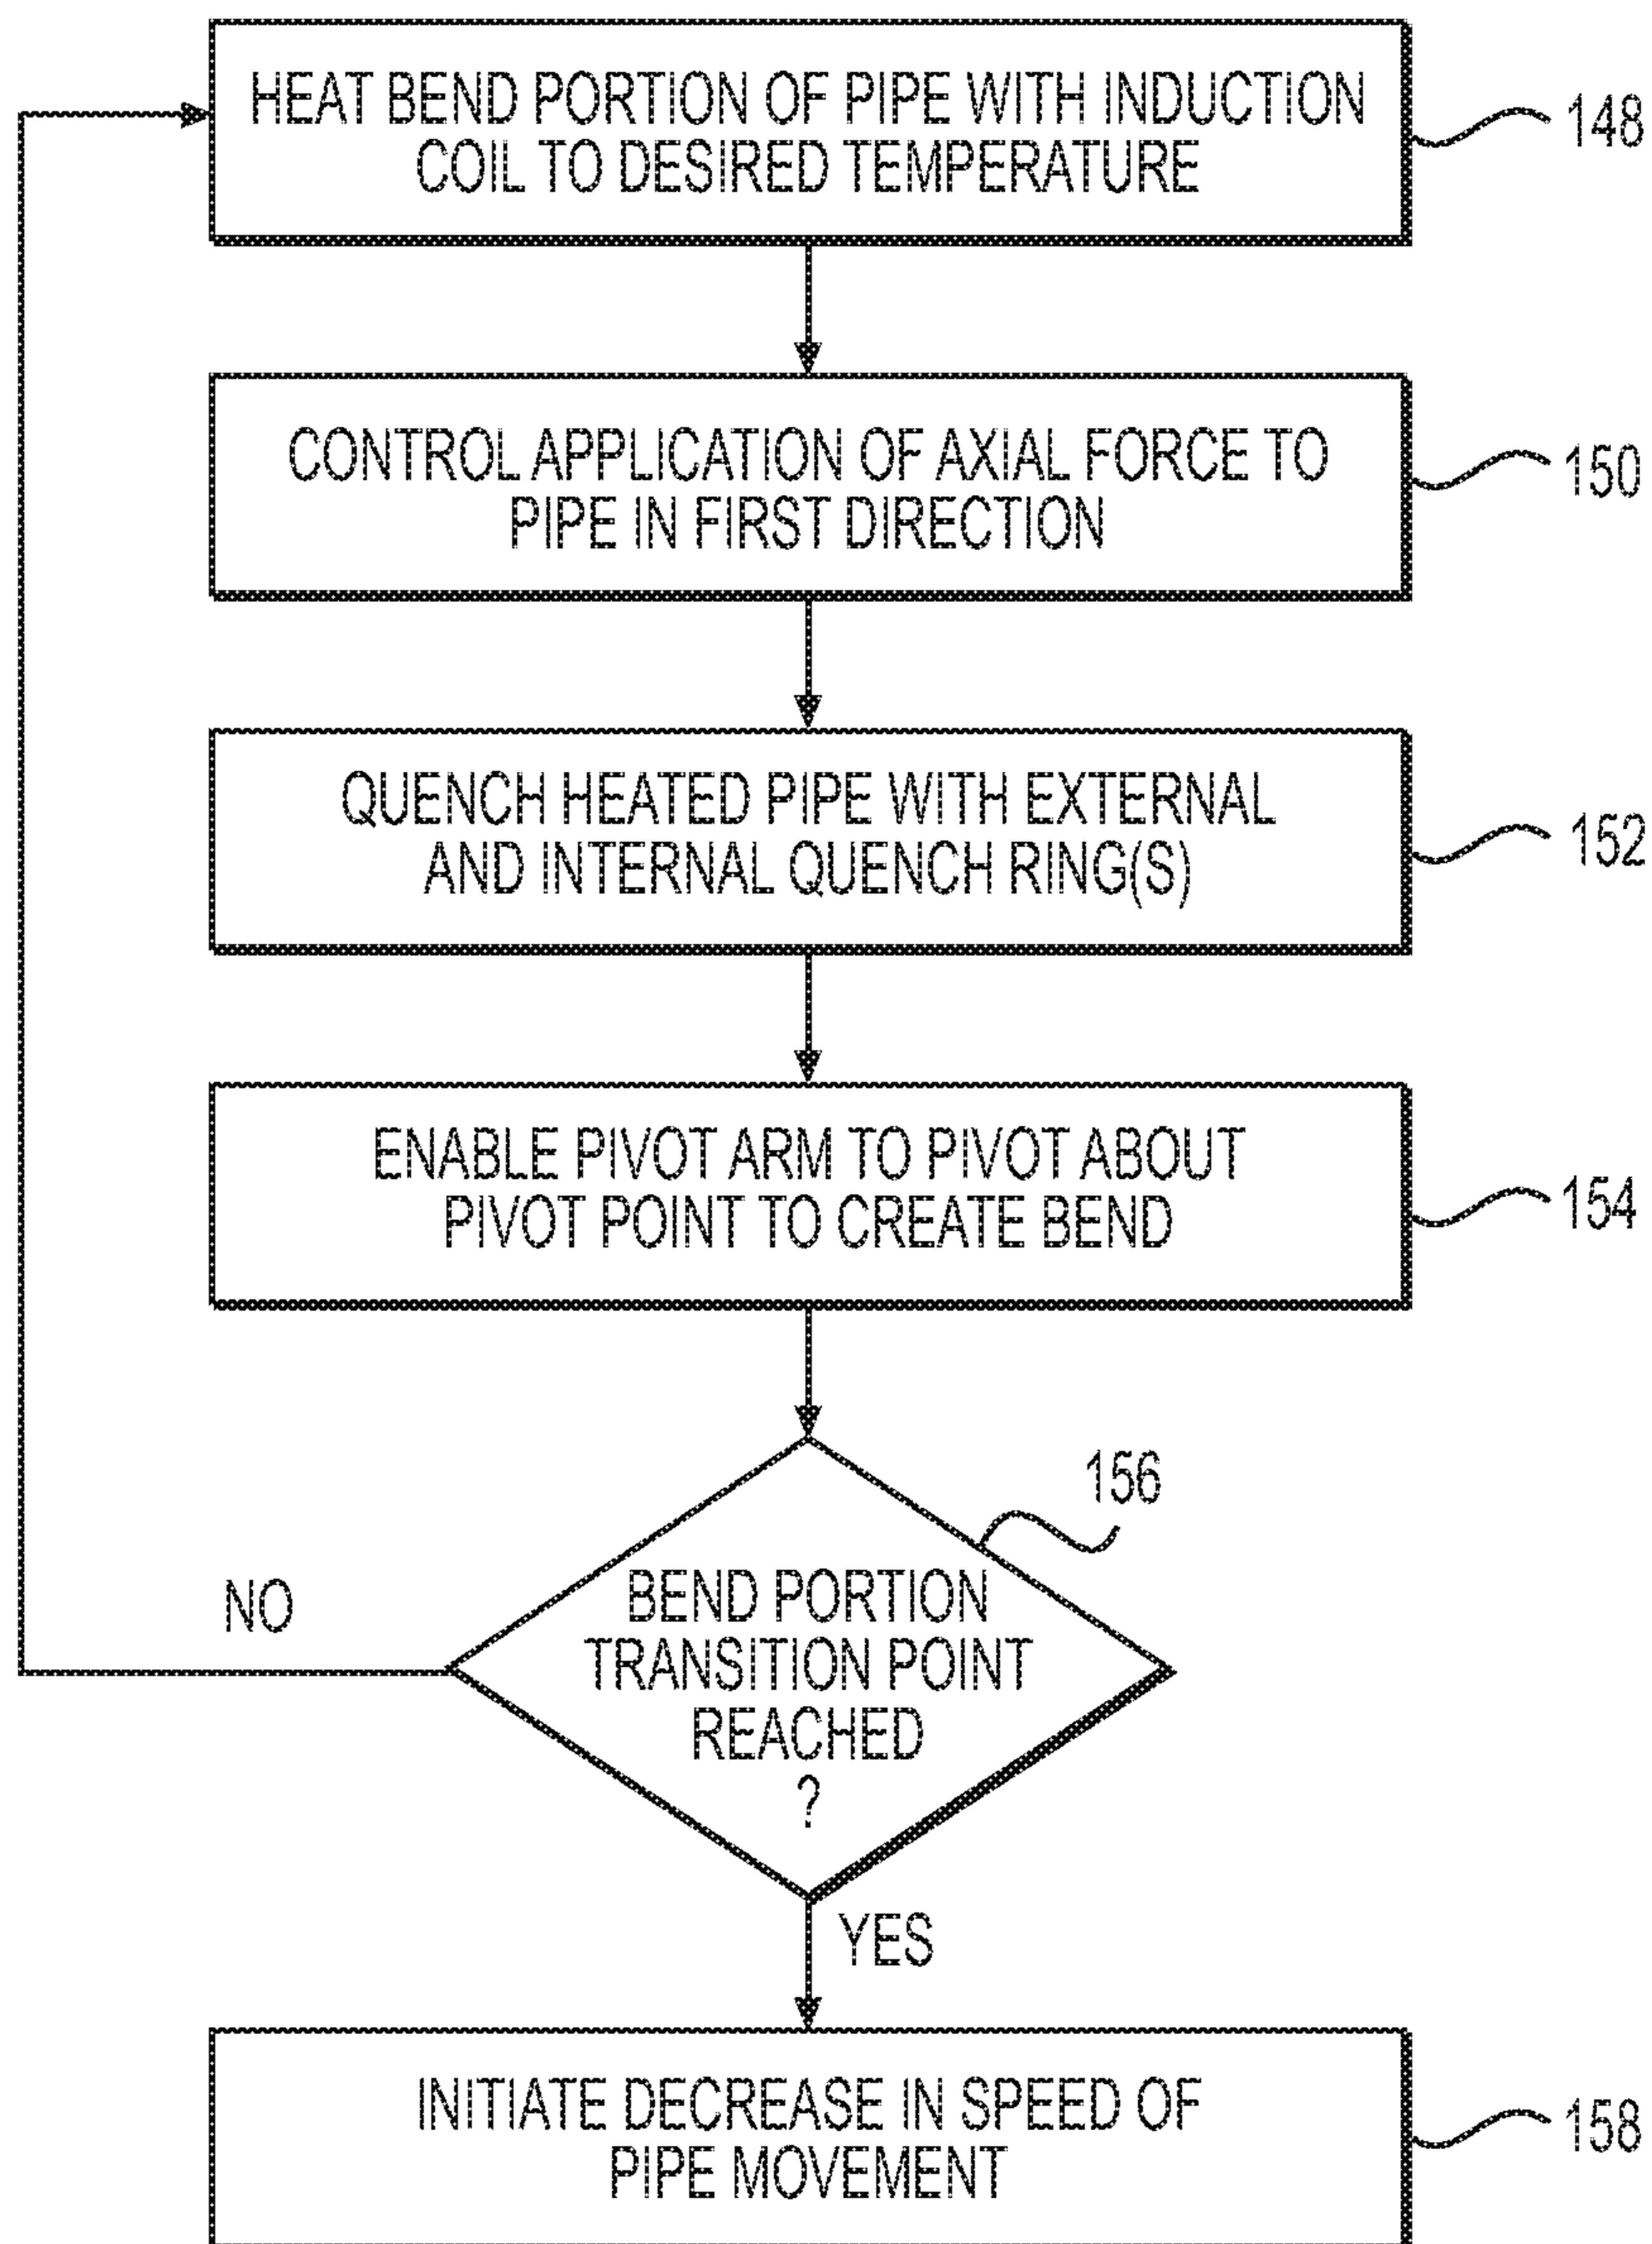 HEAT BEND PORTION OF PIPE WITH INDUCTION
COIL TO DESIRED TEMPERATURE
148
CONTROL APPLICATION OF AXIAL FORCE TO
PIPE IN FIRST DIRECTION
150
QUENCH HEATED PIPE WITH EXTERNAL
AND INTERNAL QUENCH RING(S)
152
ENABLE PIVOT ARM TO PIVOT ABOUT
PIVOT POINT TO CREATE BEND
154
156
BEND PORTION
TRANSITION POINT
REACHED
?
NO
YES
INITIATE DECREASE IN SPEED OF
PIPE MOVEMENT
158